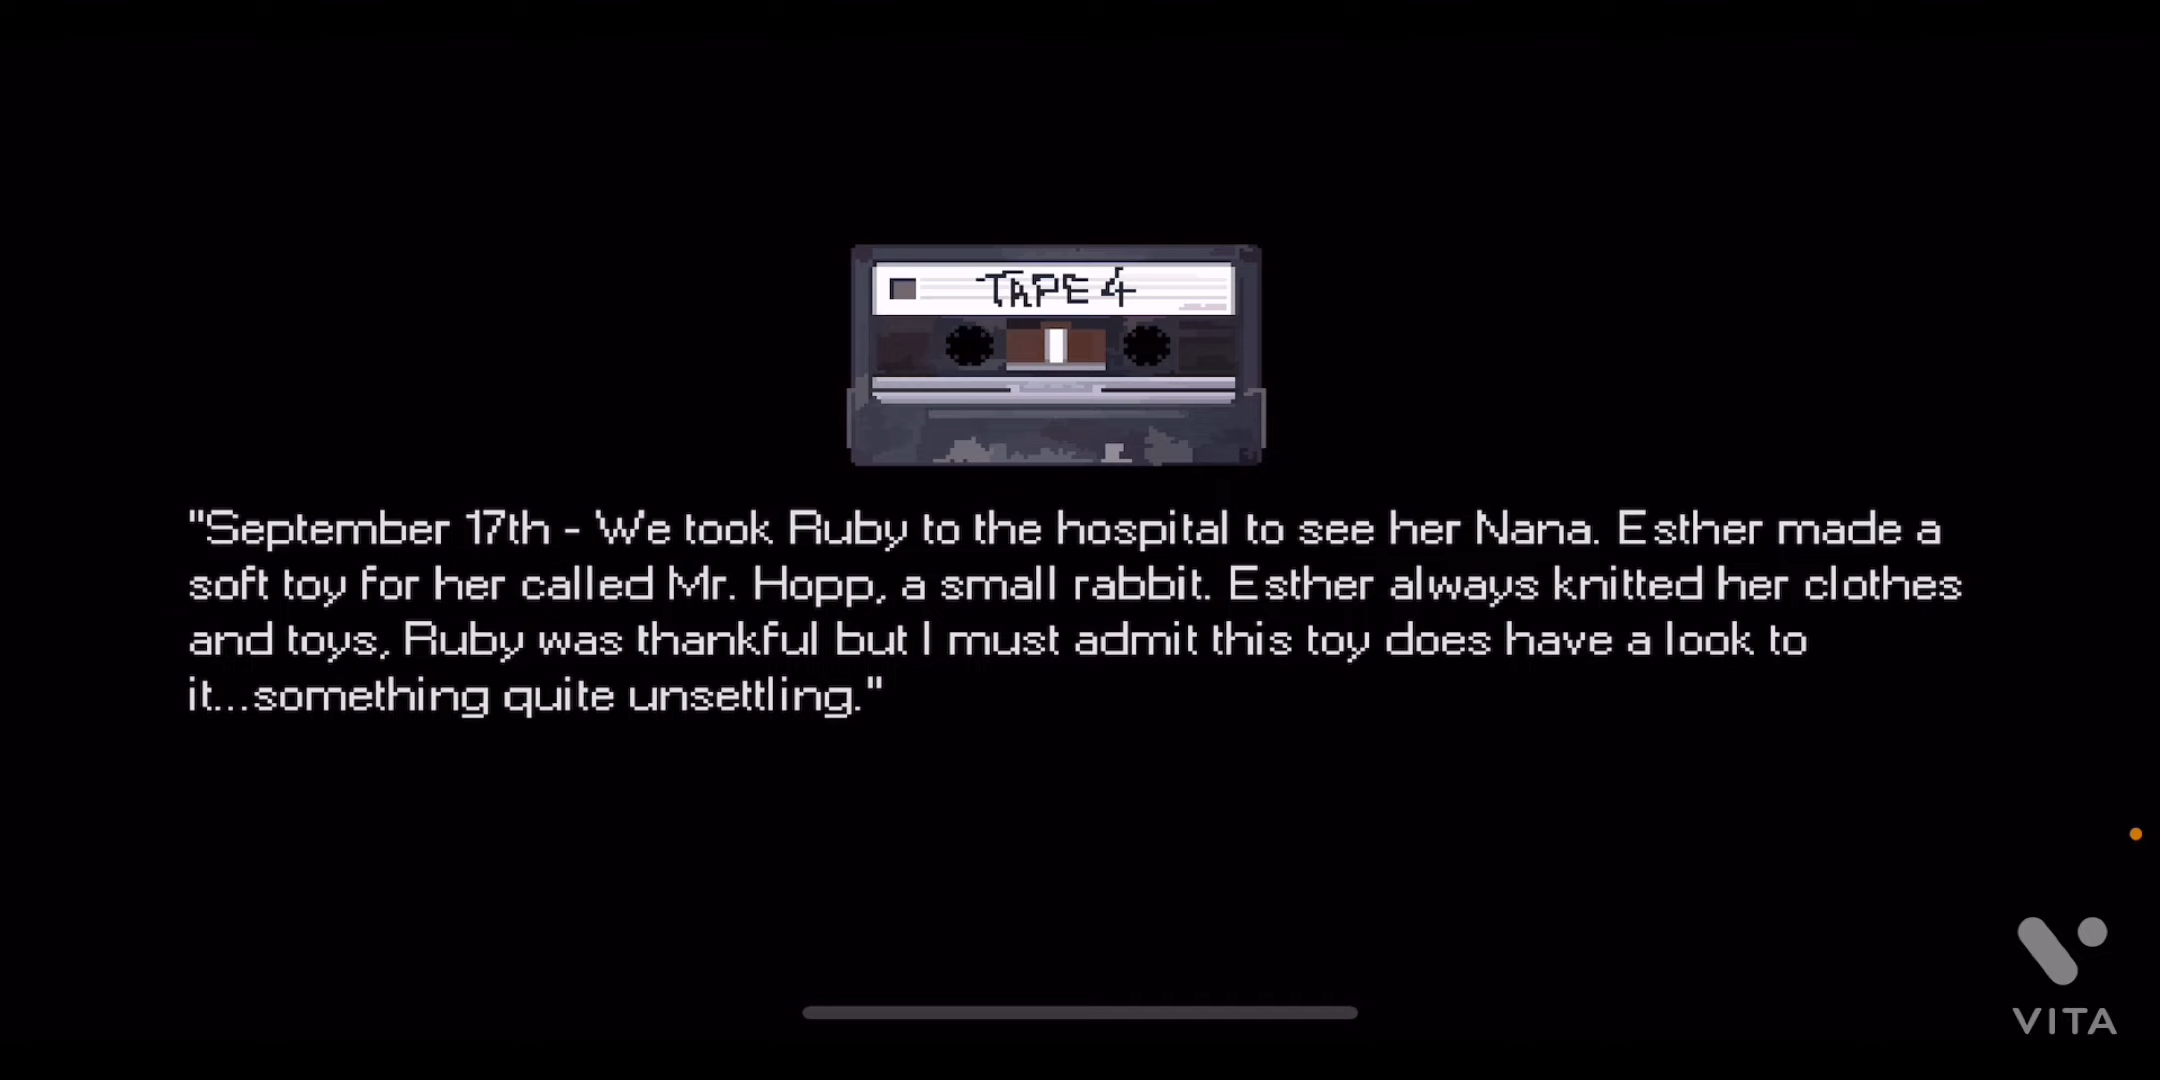 TAPE 4
"September 17th - We took Ruby to the hospital to see her Nana. Esther made a
soft toy for her called Mr. Hopp, a small rabbit. Esther always knitted her clothes
and toys, Ruby was thankful but I must admit this toy does have a look to
it...something quite unsettling."
VITA